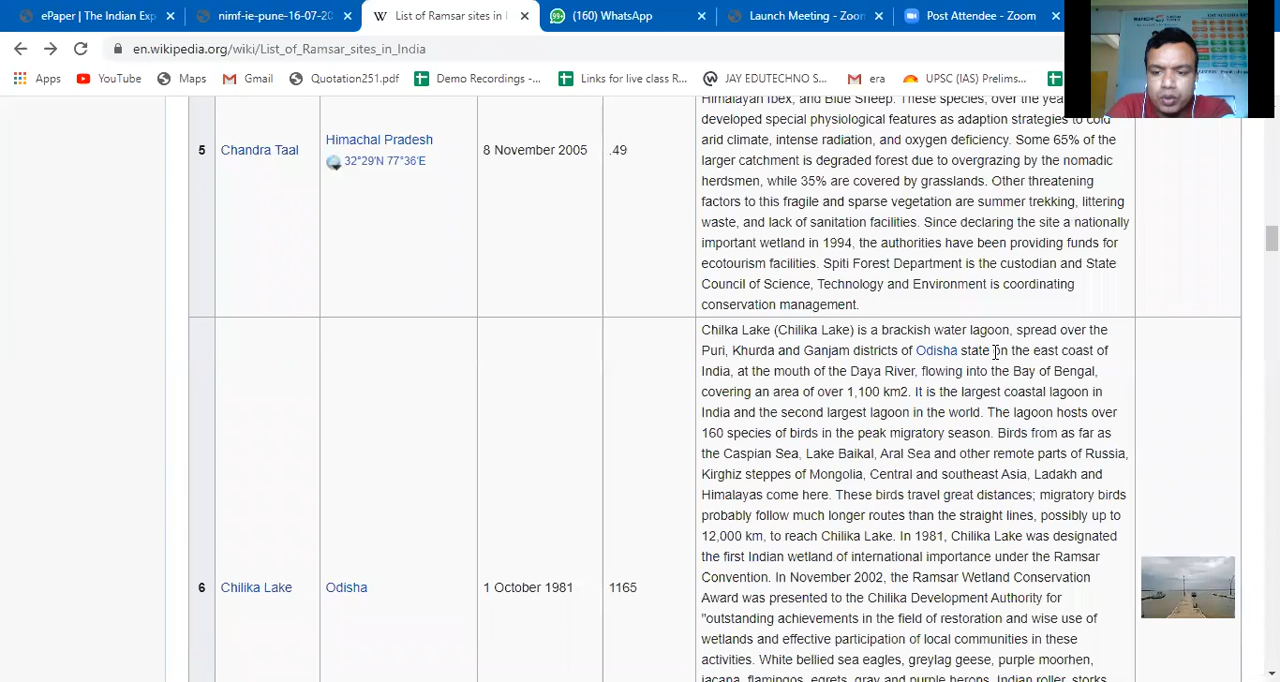 ePaper | The Indian Exp
nimf-ie-pune-16-07-20
List of Ramsar sites in I
99+ (160) WhatsApp
Launch Meeting - Zoom
Post Attendee - Zoom
en.wikipedia.org/wiki/List_of_Ramsar_sites_in_India
Apps YouTube Maps Gmail Quotation251.pdf Demo Recordings -... Links for live class R... JAY EDUTECHNO S... era UPSC (IAS) Prelims...
Himalayan Ibex, and Blue Sheep. These species, over the yea
developed special physiological features as adaption strategies to cold
arid climate, intense radiation, and oxygen deficiency. Some 65% of the
larger catchment is degraded forest due to overgrazing by the nomadic
herdsmen, while 35% are covered by grasslands. Other threatening
factors to this fragile and sparse vegetation are summer trekking, littering
waste, and lack of sanitation facilities. Since declaring the site a nationally
important wetland in 1994, the authorities have been providing funds for
ecotourism facilities. Spiti Forest Department is the custodian and State
Council of Science, Technology and Environment is coordinating
conservation management.
5 Chandra Taal
Himachal Pradesh
32°29′N 77°36′E
8 November 2005
.49
Chilka Lake (Chilika Lake) is a brackish water lagoon, spread over the
Puri, Khurda and Ganjam districts of Odisha state on the east coast of
India, at the mouth of the Daya River, flowing into the Bay of Bengal,
covering an area of over 1,100 km2. It is the largest coastal lagoon in
India and the second largest lagoon in the world. The lagoon hosts over
160 species of birds in the peak migratory season. Birds from as far as
the Caspian Sea, Lake Baikal, Aral Sea and other remote parts of Russia,
Kirghiz steppes of Mongolia, Central and southeast Asia, Ladakh and
Himalayas come here. These birds travel great distances; migratory birds
probably follow much longer routes than the straight lines, possibly up to
12,000 km, to reach Chilika Lake. In 1981, Chilika Lake was designated
the first Indian wetland of international importance under the Ramsar
Convention. In November 2002, the Ramsar Wetland Conservation
Award was presented to the Chilika Development Authority for
"outstanding achievements in the field of restoration and wise use of
wetlands and effective participation of local communities in these
activities. White bellied sea eagles, greylag geese, purple moorhen,
jacana, flamingos, egrets, gray and purple herons, Indian roller, storks,
6 Chilika Lake
Odisha
1 October 1981
1165